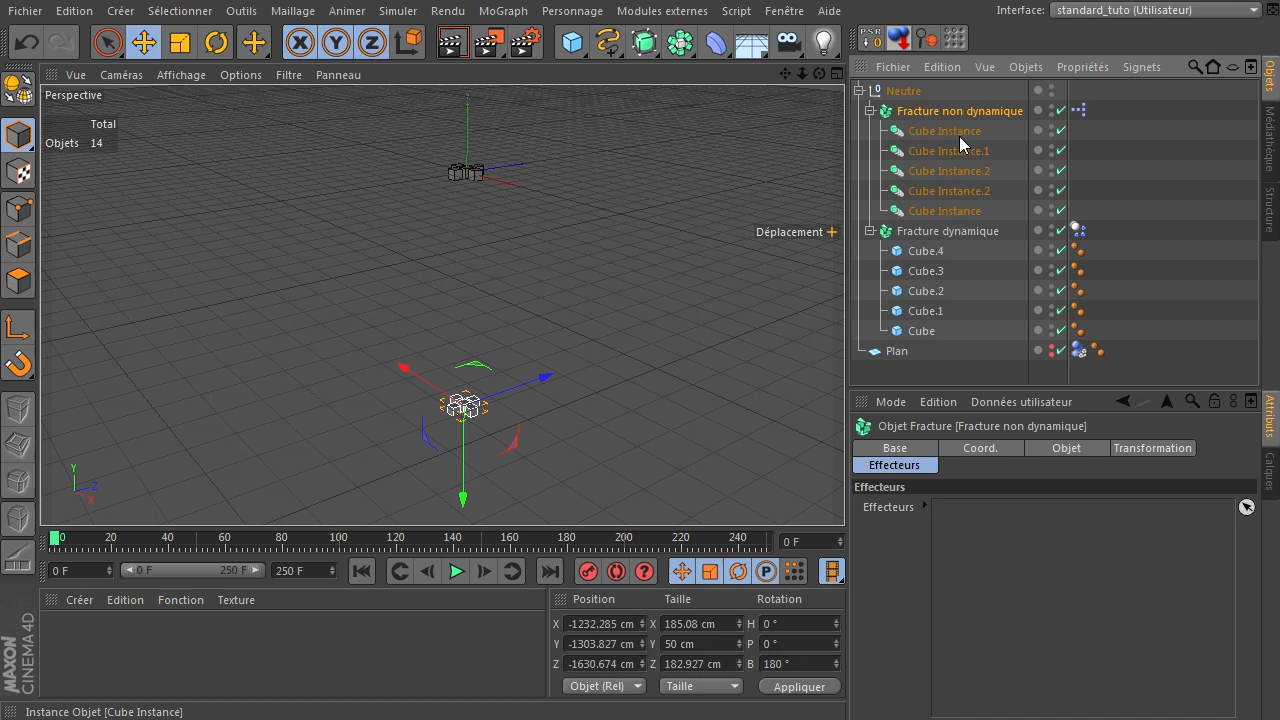 Fichier Edition Créer Sélectionner Outils Maillage Animer Simuler Rendu MoGraph Personnage Modules externes Script Fenêtre Aide Interface: standard_tuto (Utilisateur)
X Y Z
PSR 0
Vue Caméras Affichage Options Filtre Panneau
Fichier Edition Vue Objets Propriétés Signets
Perspective
Total
Objets 14
Déplacement +
Y
Z
X
Neutre
Fracture non dynamique
Cube Instance
Cube Instance.1
Cube Instance.2
Cube Instance.2
Cube Instance
Fracture dynamique
Cube.4
Cube.3
Cube.2
Cube.1
Cube
Plan
Objets
Médiathèque
Structure
Mode Edition Données utilisateur
Objet Fracture [Fracture non dynamique]
Base Coord. Objet Transformation
Effecteurs
Effecteurs
Effecteurs
Attributs
Calques
0 20 40 60 80 100 120 140 160 180 200 220 240 0 F
0 F 0 F 250 F 250 F
Créer Edition Fonction Texture
Position Taille Rotation
X -1232.285 cm X 185.08 cm H 0 °
Y -1303.827 cm Y 50 cm P 0 °
Z -1630.674 cm Z 182.927 cm B 180 °
Objet (Rel) Taille Appliquer
MAXON
CINEMA 4D
Instance Objet [Cube Instance]